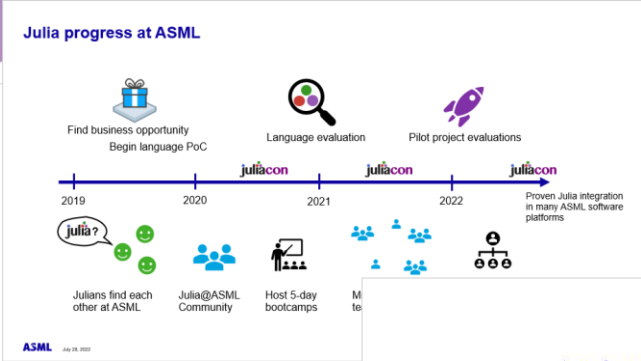 Julia progress at ASML
Find business opportunity
Begin language PoC
Language evaluation
Pilot project evaluations
juliacon
juliacon
juliacon
2019
2020
2021
2022
Proven Julia integration
in many ASML software
platforms
julia?
Julians find each
other at ASML
Julia@ASML
Community
Host 5-day
bootcamps
ASML